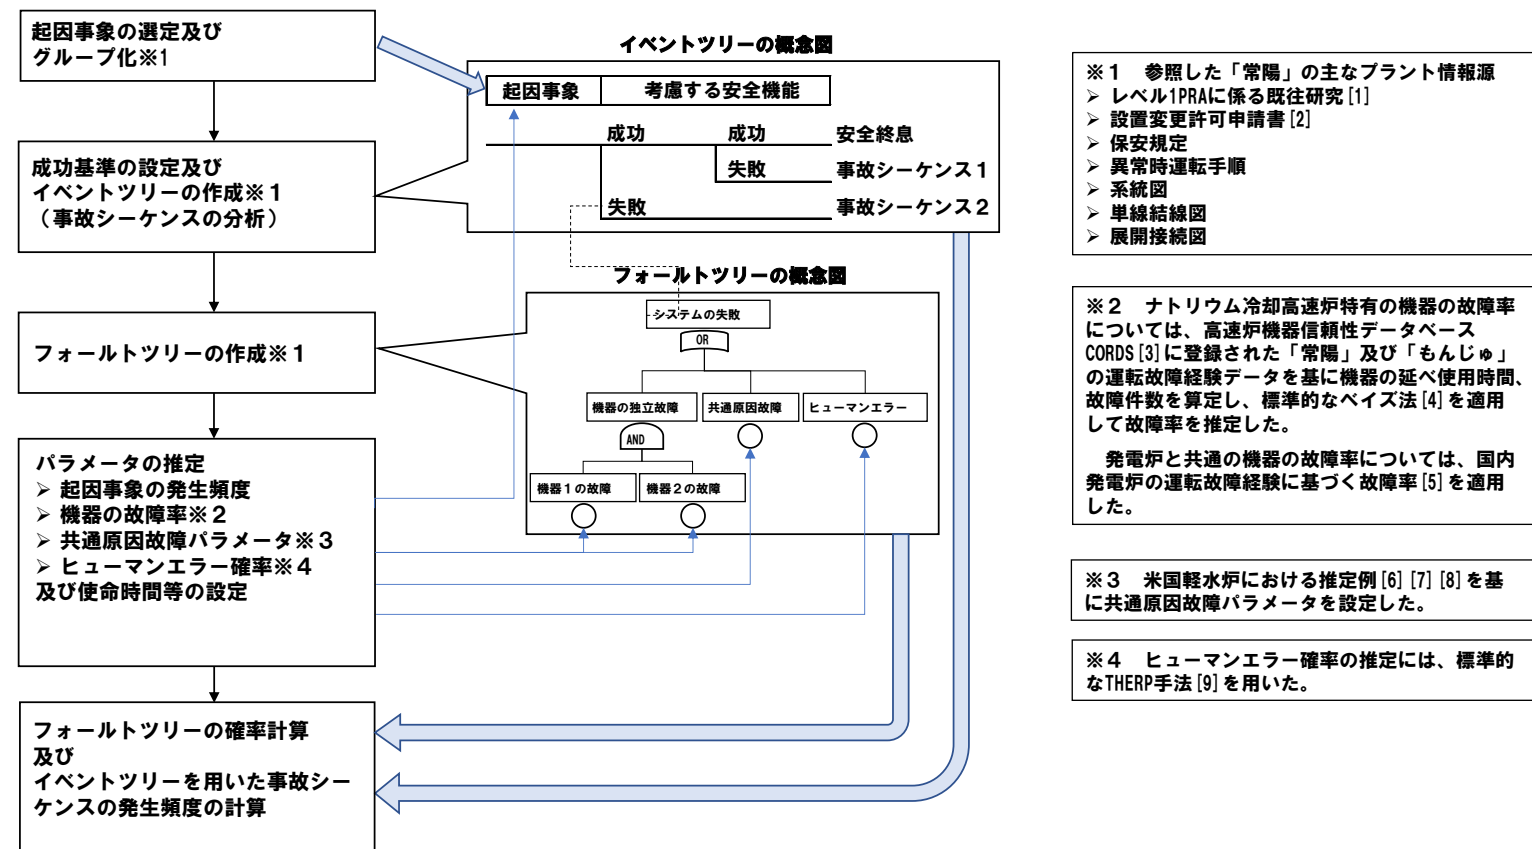 起因事象の選定及び
グループ化※1
成功基準の設定及び
イベントツリーの作成※１
（事故シーケンスの分析）
フォールトツリーの作成※１
パラメータの推定
➢ 起因事象の発生頻度
➢ 機器の故障率※２
➢ 共通原因故障パラメータ※３
➢ ヒューマンエラー確率※４
及び使命時間等の設定
フォールトツリーの確率計算
及び
イベントツリーを用いた事故シー
ケンスの発生頻度の計算
イベントツリーの概念図
起因事象 考慮する安全機能
成功 成功 安全終息
失敗 事故シーケンス１
失敗 事故シーケンス２
フォールトツリーの概念図
システムの失敗
OR
機器の独立故障 共通原因故障 ヒューマンエラー
AND
機器１の故障 機器２の故障
※１ 参照した「常陽」の主なプラント情報源
➢ レベル1PRAに係る既往研究[1]
➢ 設置変更許可申請書[2]
➢ 保安規定
➢ 異常時運転手順
➢ 系統図
➢ 単線結線図
➢ 展開接続図
※２ ナトリウム冷却高速炉特有の機器の故障率
については、高速炉機器信頼性データベース
CORDS[3]に登録された「常陽」及び「もんじゅ」
の運転故障経験データを基に機器の延べ使用時間、
故障件数を算定し、標準的なベイズ法[4]を適用
して故障率を推定した。
発電炉と共通の機器の故障率については、国内
発電炉の運転故障経験に基づく故障率[5]を適用
した。
※３ 米国軽水炉における推定例[6][7][8]を基
に共通原因故障パラメータを設定した。
※４ ヒューマンエラー確率の推定には、標準的
なTHERP手法[9]を用いた。